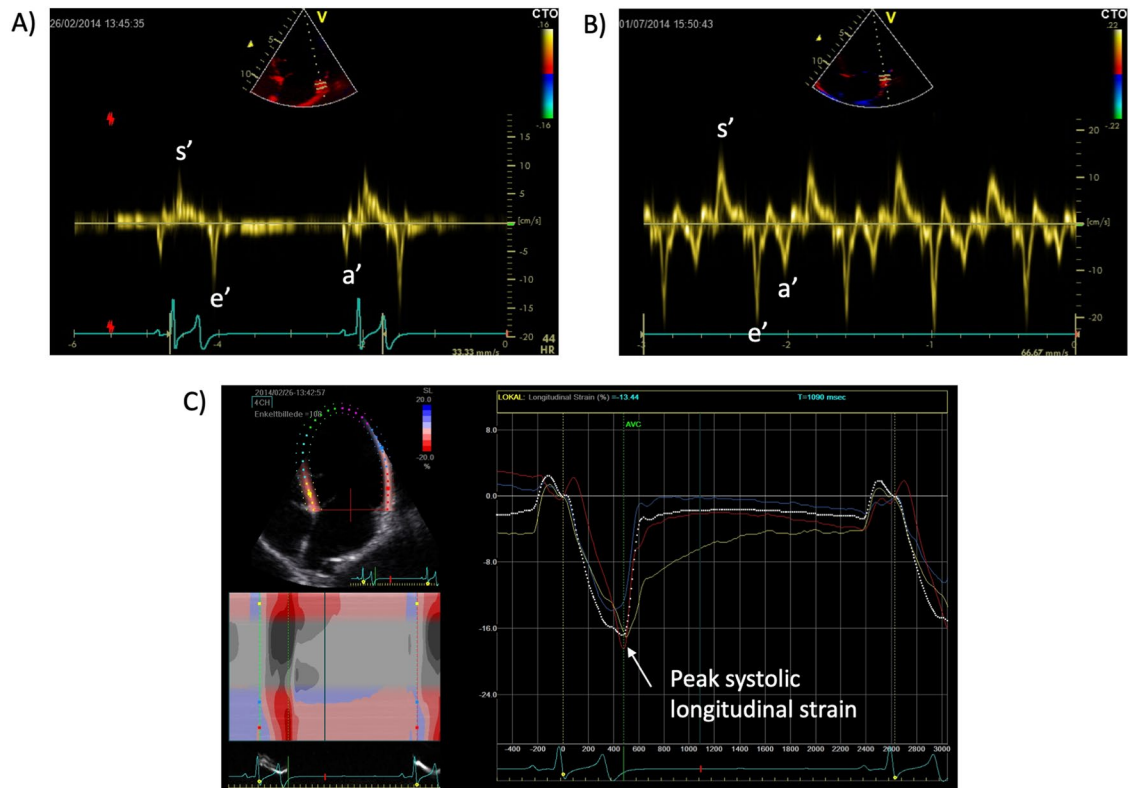 A)
26/02/2014 13:45:35
V
CTO
.16
5
10
-.16
s'
15
10
5
[cm/s]
-5
-10
-15
-20
e'
a'
-6
-4
-2
0
44
HR
33.33 mm/s
B)
01/07/2014 15:50:43
V
CTO
.22
5
10
-.22
s'
20
10
[cm/s]
-10
-20
a'
e'
-3
-2
-1
0
66.67 mm/s
C)
2014/02/26-13:42:57
4CH
Enkeltbillede =108
SL
20.0
-20.0
%
LOKAL: Longitudinal Strain (%) =-13.44
T=1090 msec
AVC
8.0
0.0
-8.0
-16.0
-24.0
Peak systolic
longitudinal strain
-400 -200 0 200 400 600 800 1000 1200 1400 1600 1800 2000 2200 2400 2600 2800 3000